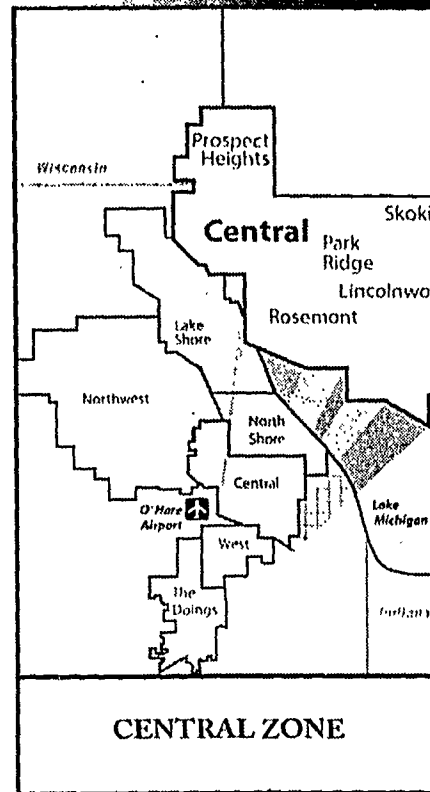 Prospect
Heights
Wisconsin
Skoki
Central
Park
Ridge
Lincolnwo
Rosemont
Lake
Shore
Northwest
North
Shore
Central
O'Hare
Airport
Lake
Michigan
West
The
Doings
Indiana
CENTRAL ZONE